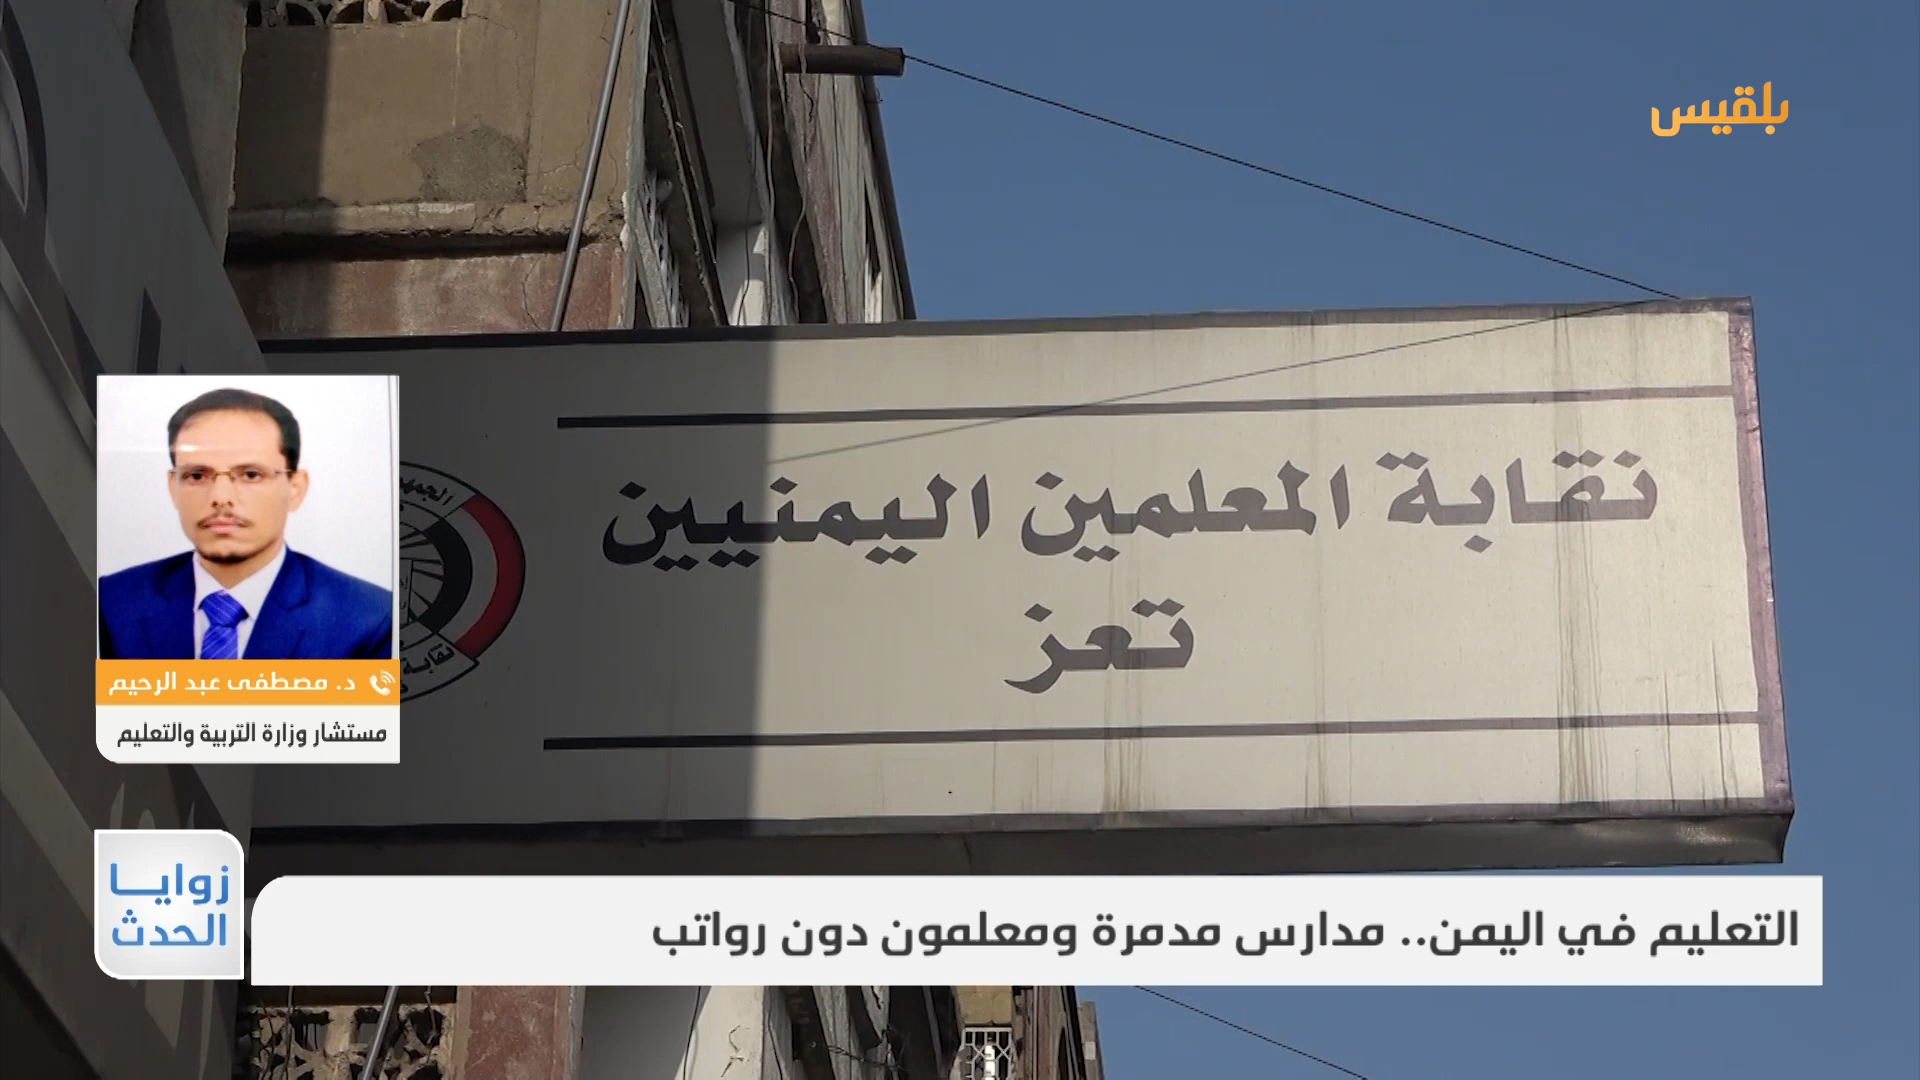 بلقيس
نقابة المعلمين اليمنيين
تعز
نقابة
د. مصطفى عبد الرحيم
مستشار وزارة التربية والتعليم
زوايا
الحدث
التعليم في اليمن.. مدارس مدمرة ومعلمون دون رواتب